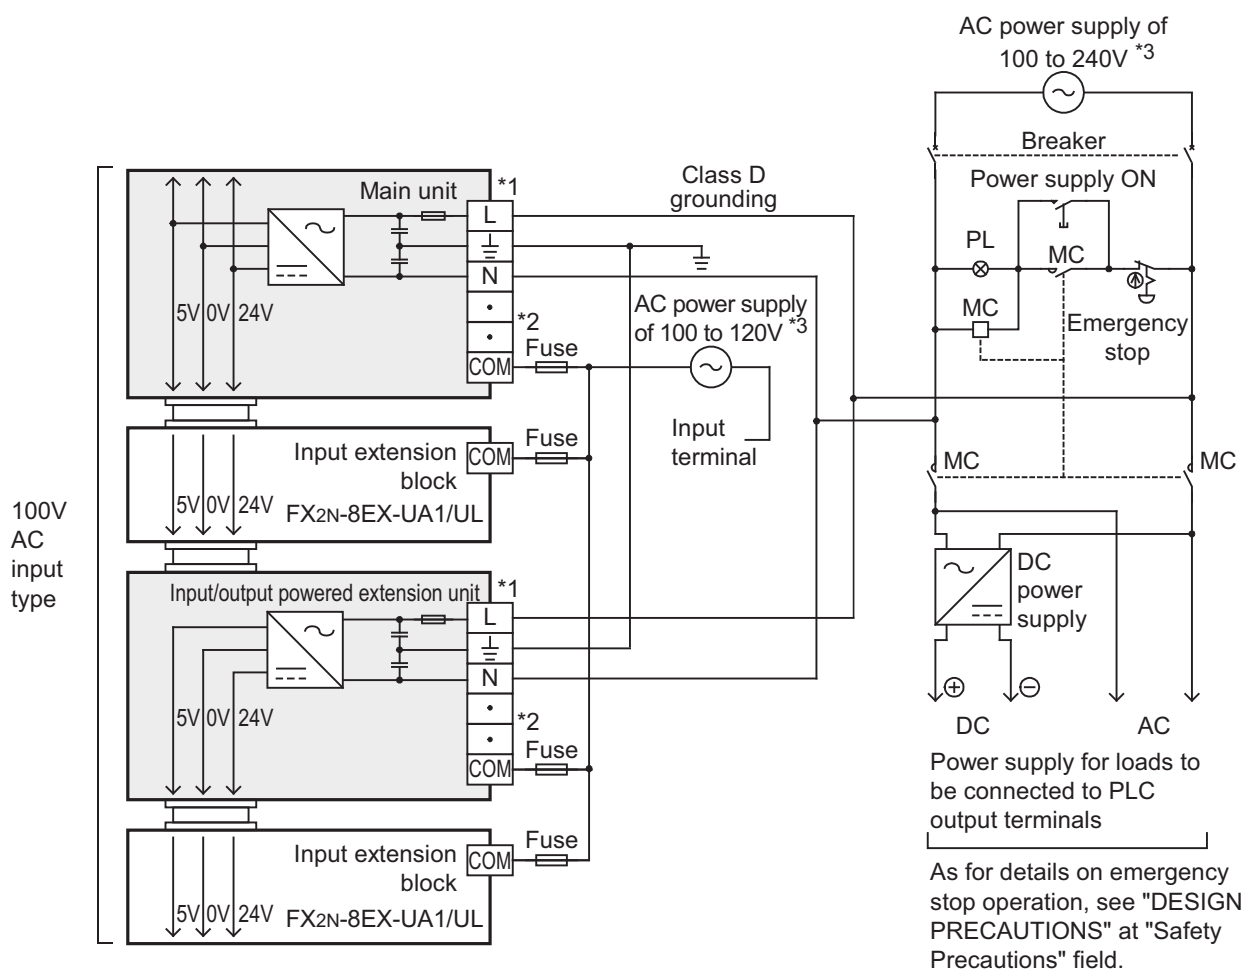 AC power supply of
100 to 240V *3
Breaker
Power supply ON
PL
MC
MC
Emergency
stop
MC
MC
DC
power
supply
DC
AC
Power supply for loads to
be connected to PLC
output terminals
As for details on emergency
stop operation, see "DESIGN
PRECAUTIONS" at "Safety
Precautions" field.
Class D
grounding
AC power supply
of 100 to 120V *3
Input
terminal
100V
AC
input
type
Main unit
*1
L
N
5V 0V 24V
*2
Fuse
COM
Input extension
block
FX2N-8EX-UA1/UL
COM
Fuse
5V 0V 24V
Input/output powered extension unit
*1
L
N
5V 0V 24V
*2
Fuse
COM
Input extension
block
FX2N-8EX-UA1/UL
COM
Fuse
5V 0V 24V